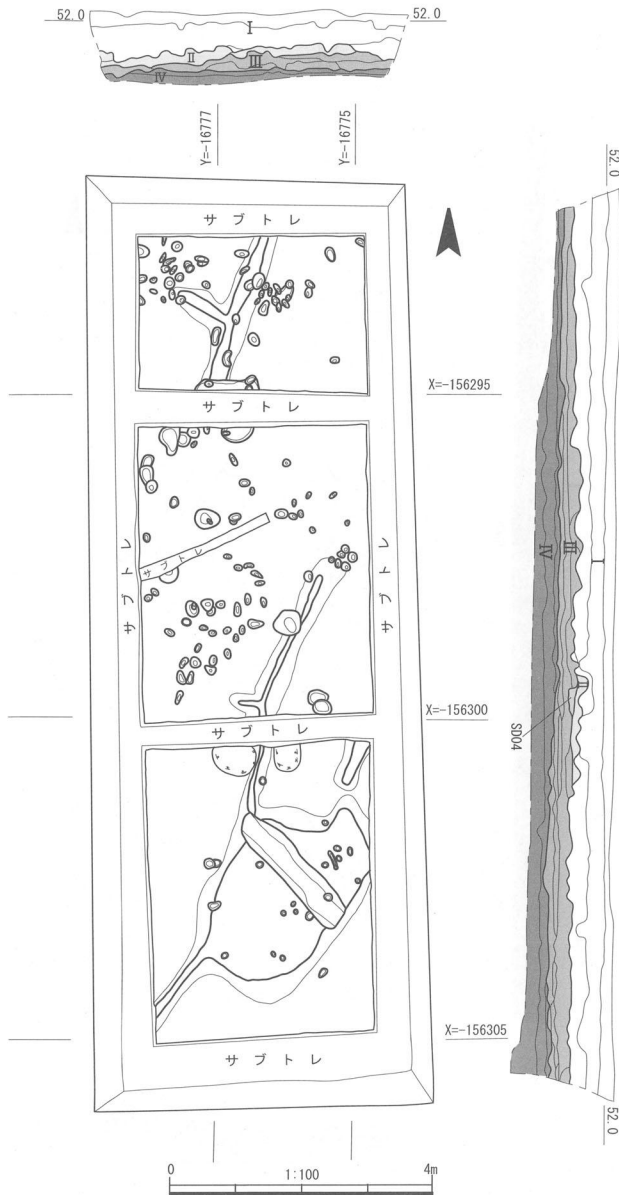 52.0
52.0
I
II
III
IV
Y=-16777
Y=-16775
52.0
サブトレ
X=-156295
サブトレ
サブトレ
サブトレ
サブトレ
IV
III
I
II
SD04
X=-156300
サブトレ
X=-156305
サブトレ
52.0
0
1:100
4m